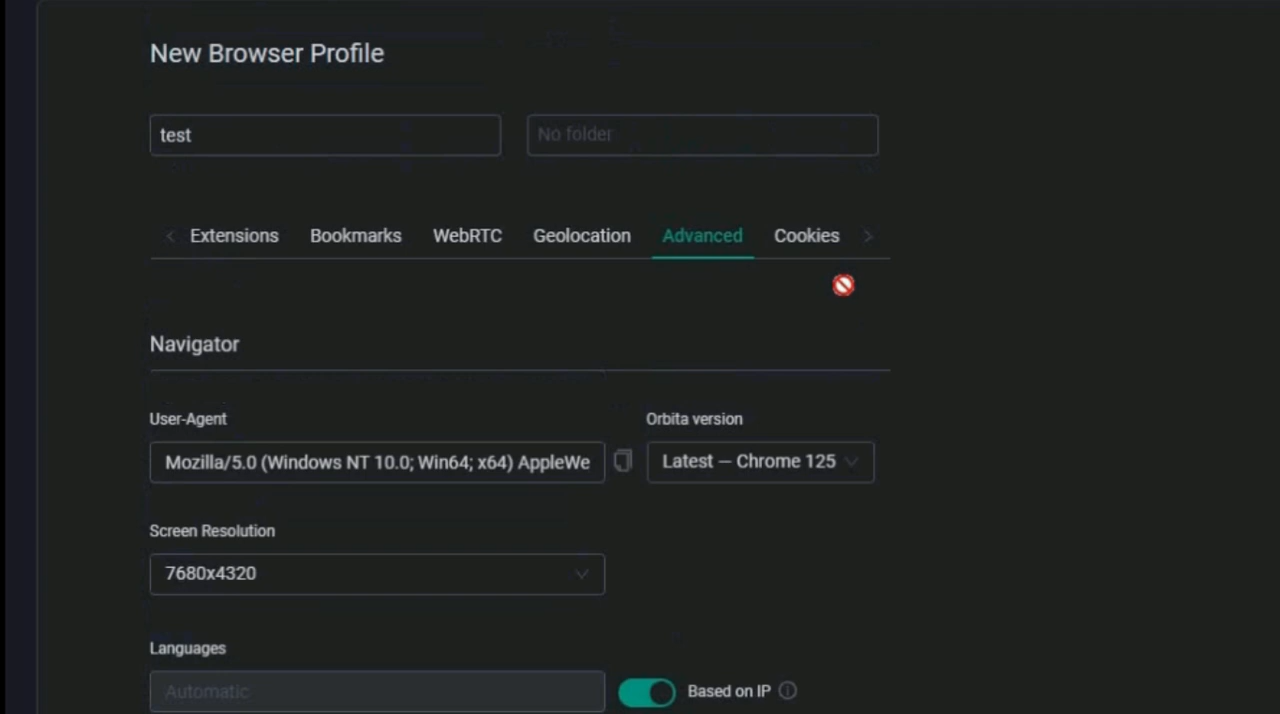 New Browser Profile
test No folder
Extensions Bookmarks WebRTC Geolocation Advanced Cookies
Navigator
User-Agent Orbita version
Mozilla/5.0 (Windows NT 10.0; Win64; x64) AppleWe Latest — Chrome 125
Screen Resolution
7680x4320
Languages
Automatic Based on IP